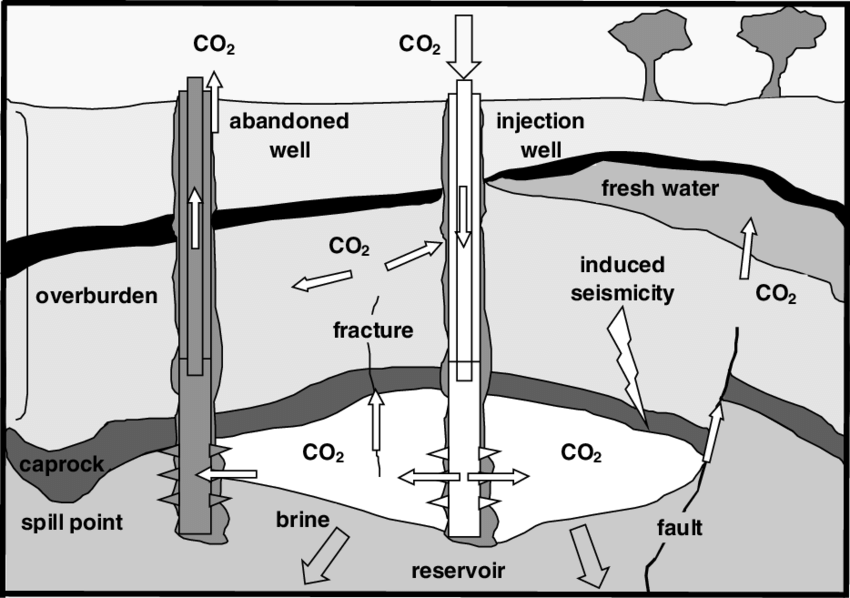 CO₂
CO₂
abandoned
well
injection
well
fresh water
CO₂
induced
seismicity
CO₂
overburden
fracture
CO₂
CO₂
caprock
spill point
brine
fault
reservoir